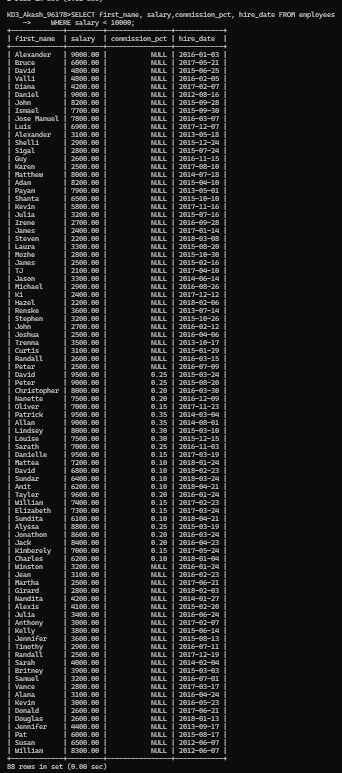 K03_Akash_96178>SELECT first_name, salary,commission_pct, hire_date FROM employees
-> WHERE salary < 10000;
| first_name | salary | commission_pct | hire_date |
| Alexander | 9000.00 | NULL | 2016-01-03 |
| Bruce | 6000.00 | NULL | 2017-05-21 |
| David | 4800.00 | NULL | 2015-06-25 |
| Valli | 4800.00 | NULL | 2016-02-05 |
| Diana | 4200.00 | NULL | 2017-02-07 |
| Daniel | 9000.00 | NULL | 2012-08-16 |
| John | 8200.00 | NULL | 2015-09-28 |
| Ismael | 7700.00 | NULL | 2015-09-30 |
| Jose Manuel | 7800.00 | NULL | 2016-03-07 |
| Luis | 6900.00 | NULL | 2017-12-07 |
| Alexander | 3100.00 | NULL | 2013-05-18 |
| Shelli | 2900.00 | NULL | 2015-12-24 |
| Sigal | 2800.00 | NULL | 2015-07-24 |
| Guy | 2600.00 | NULL | 2016-11-15 |
| Karen | 2500.00 | NULL | 2017-08-10 |
| Matthew | 8000.00 | NULL | 2014-07-18 |
| Adam | 8200.00 | NULL | 2015-04-10 |
| Payam | 7900.00 | NULL | 2013-05-01 |
| Shanta | 6500.00 | NULL | 2015-10-10 |
| Kevin | 5800.00 | NULL | 2017-11-16 |
| Julia | 3200.00 | NULL | 2015-07-16 |
| Irene | 2700.00 | NULL | 2016-09-28 |
| James | 2400.00 | NULL | 2017-01-14 |
| Steven | 2200.00 | NULL | 2018-03-08 |
| Laura | 3300.00 | NULL | 2015-08-20 |
| Mozhe | 2800.00 | NULL | 2015-10-30 |
| James | 2500.00 | NULL | 2015-02-16 |
| TJ | 2100.00 | NULL | 2017-04-10 |
| Jason | 3300.00 | NULL | 2014-06-14 |
| Michael | 2900.00 | NULL | 2016-08-26 |
| Ki | 2400.00 | NULL | 2017-12-12 |
| Hazel | 2200.00 | NULL | 2018-02-06 |
| Renske | 3600.00 | NULL | 2013-07-14 |
| Stephen | 3200.00 | NULL | 2015-10-26 |
| John | 2700.00 | NULL | 2016-02-12 |
| Joshua | 2500.00 | NULL | 2016-04-06 |
| Trenna | 3500.00 | NULL | 2013-10-17 |
| Curtis | 3100.00 | NULL | 2015-01-29 |
| Randall | 2600.00 | NULL | 2016-03-15 |
| Peter | 2500.00 | NULL | 2016-07-09 |
| David | 9500.00 | 0.25 | 2015-03-24 |
| Peter | 9000.00 | 0.25 | 2015-08-20 |
| Christopher | 8000.00 | 0.20 | 2016-03-30 |
| Nanette | 7500.00 | 0.20 | 2016-12-09 |
| Oliver | 7000.00 | 0.15 | 2017-11-23 |
| Patrick | 9500.00 | 0.35 | 2014-03-04 |
| Allan | 9000.00 | 0.35 | 2014-08-01 |
| Lindsey | 8000.00 | 0.30 | 2015-03-10 |
| Louise | 7500.00 | 0.30 | 2015-12-15 |
| Sarath | 7000.00 | 0.25 | 2016-11-03 |
| Danielle | 9500.00 | 0.15 | 2017-03-19 |
| Mattea | 7200.00 | 0.10 | 2018-01-24 |
| David | 6800.00 | 0.10 | 2018-02-23 |
| Sundar | 6400.00 | 0.10 | 2018-03-24 |
| Amit | 6200.00 | 0.10 | 2018-04-21 |
| Tayler | 9600.00 | 0.20 | 2016-01-24 |
| William | 7400.00 | 0.15 | 2017-02-23 |
| Elizabeth | 7300.00 | 0.15 | 2017-03-24 |
| Sundita | 6100.00 | 0.10 | 2018-04-21 |
| Alyssa | 8800.00 | 0.25 | 2015-03-19 |
| Jonathom | 8600.00 | 0.20 | 2016-03-24 |
| Jack | 8400.00 | 0.20 | 2016-04-23 |
| Kimberely | 7000.00 | 0.15 | 2017-05-24 |
| Charles | 6200.00 | 0.10 | 2018-01-04 |
| Winston | 3200.00 | NULL | 2016-01-24 |
| Jean | 3100.00 | NULL | 2016-02-23 |
| Martha | 2500.00 | NULL | 2017-06-21 |
| Girard | 2800.00 | NULL | 2018-02-03 |
| Nandita | 4200.00 | NULL | 2014-01-27 |
| Alexis | 4100.00 | NULL | 2015-02-20 |
| Julia | 3400.00 | NULL | 2016-06-24 |
| Anthony | 3000.00 | NULL | 2017-02-07 |
| Kelly | 3800.00 | NULL | 2015-06-14 |
| Jennifer | 3600.00 | NULL | 2015-08-13 |
| Timothy | 2900.00 | NULL | 2016-07-11 |
| Randall | 2500.00 | NULL | 2017-12-19 |
| Sarah | 4000.00 | NULL | 2014-02-04 |
| Britney | 3900.00 | NULL | 2015-03-03 |
| Samuel | 3200.00 | NULL | 2016-07-01 |
| Vance | 2800.00 | NULL | 2017-03-17 |
| Alana | 3100.00 | NULL | 2016-04-24 |
| Kevin | 3000.00 | NULL | 2016-05-23 |
| Donald | 2600.00 | NULL | 2017-06-21 |
| Douglas | 2600.00 | NULL | 2018-01-13 |
| Jennifer | 4400.00 | NULL | 2013-09-17 |
| Pat | 6000.00 | NULL | 2015-08-17 |
| Susan | 6500.00 | NULL | 2012-06-07 |
| William | 8300.00 | NULL | 2012-06-07 |
88 rows in set (0.00 sec)